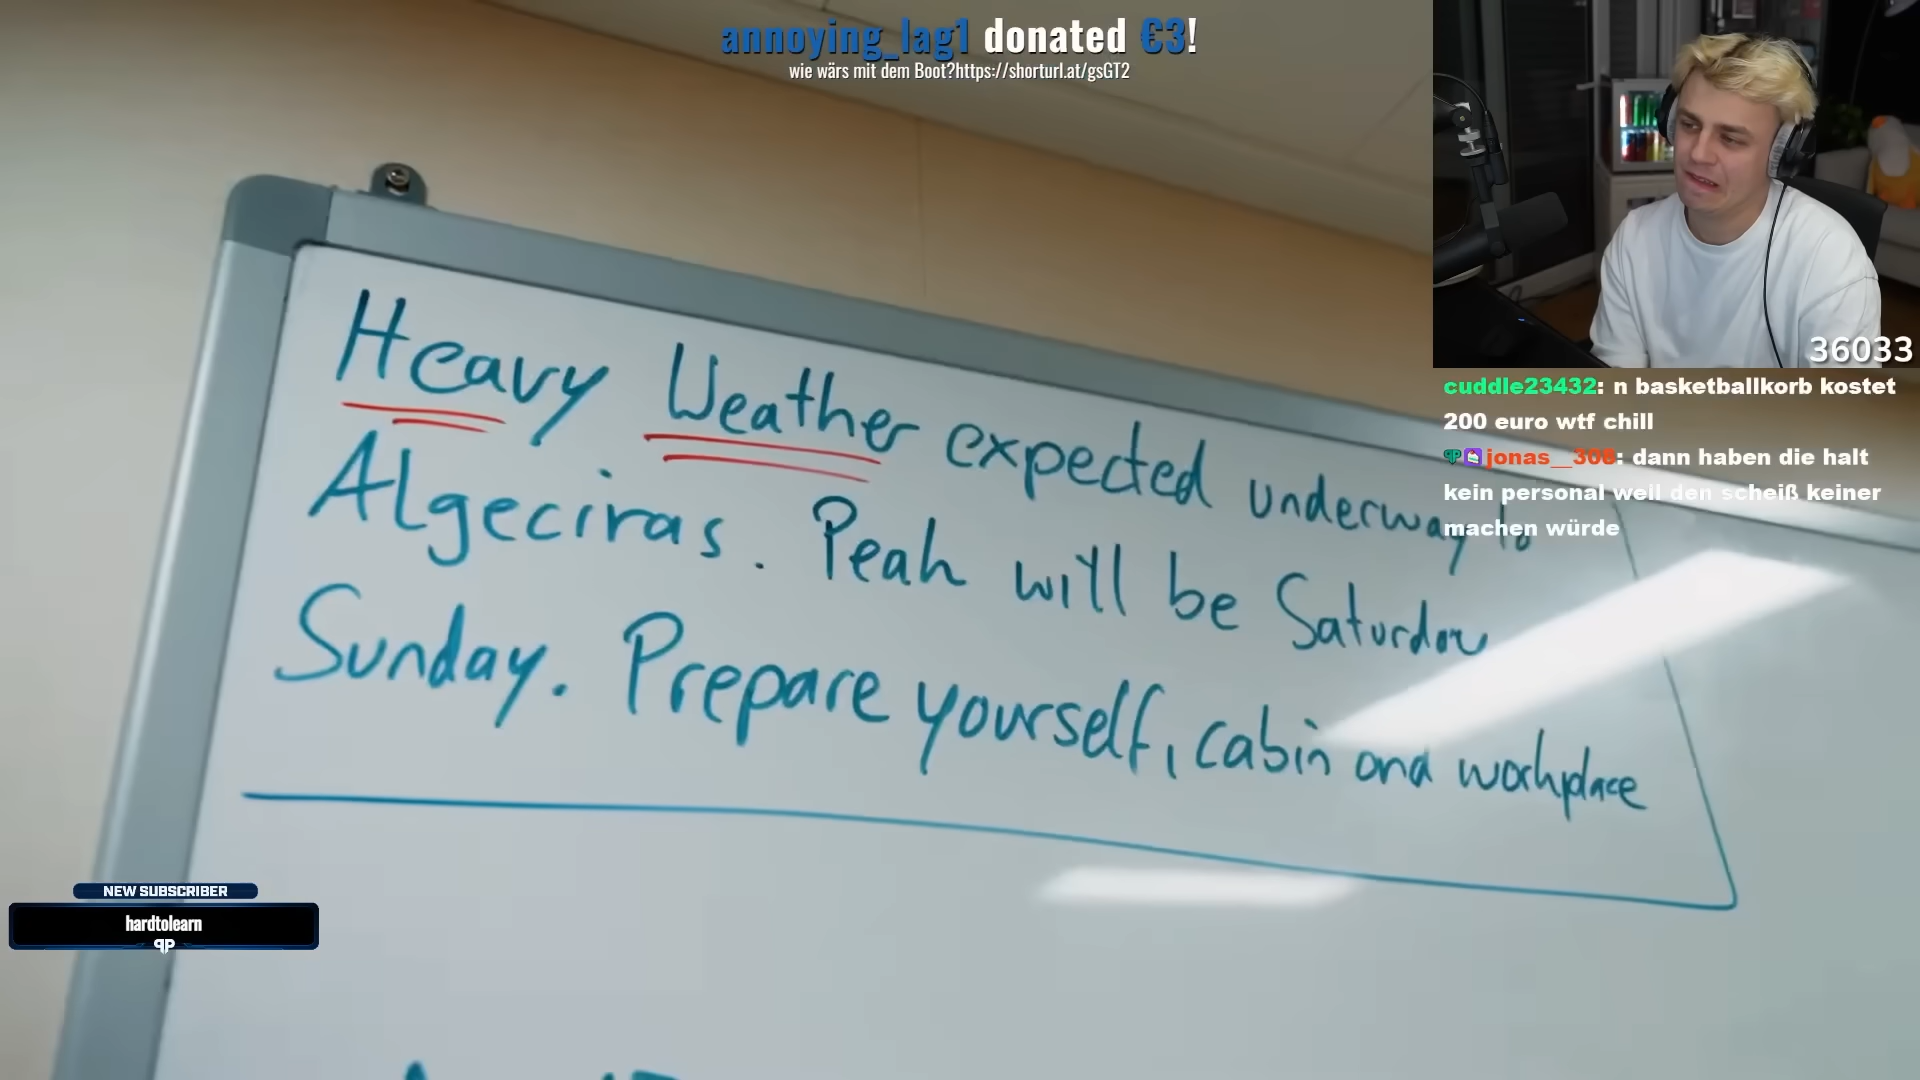 annoying_lag1 donated €3!
wie wärs mit dem Boot?https://shorturl.at/gsGT2
Heavy Weather expected underway to
Algeciras. Peak will be Saturday
Sunday. Prepare yourself, cabin and workplace
36033
cuddle23432: n basketballkorb kostet
200 euro wtf chill
jonas__308: dann haben die halt
kein personal weil den scheiß keiner
machen würde
NEW SUBSCRIBER
hardtolearn